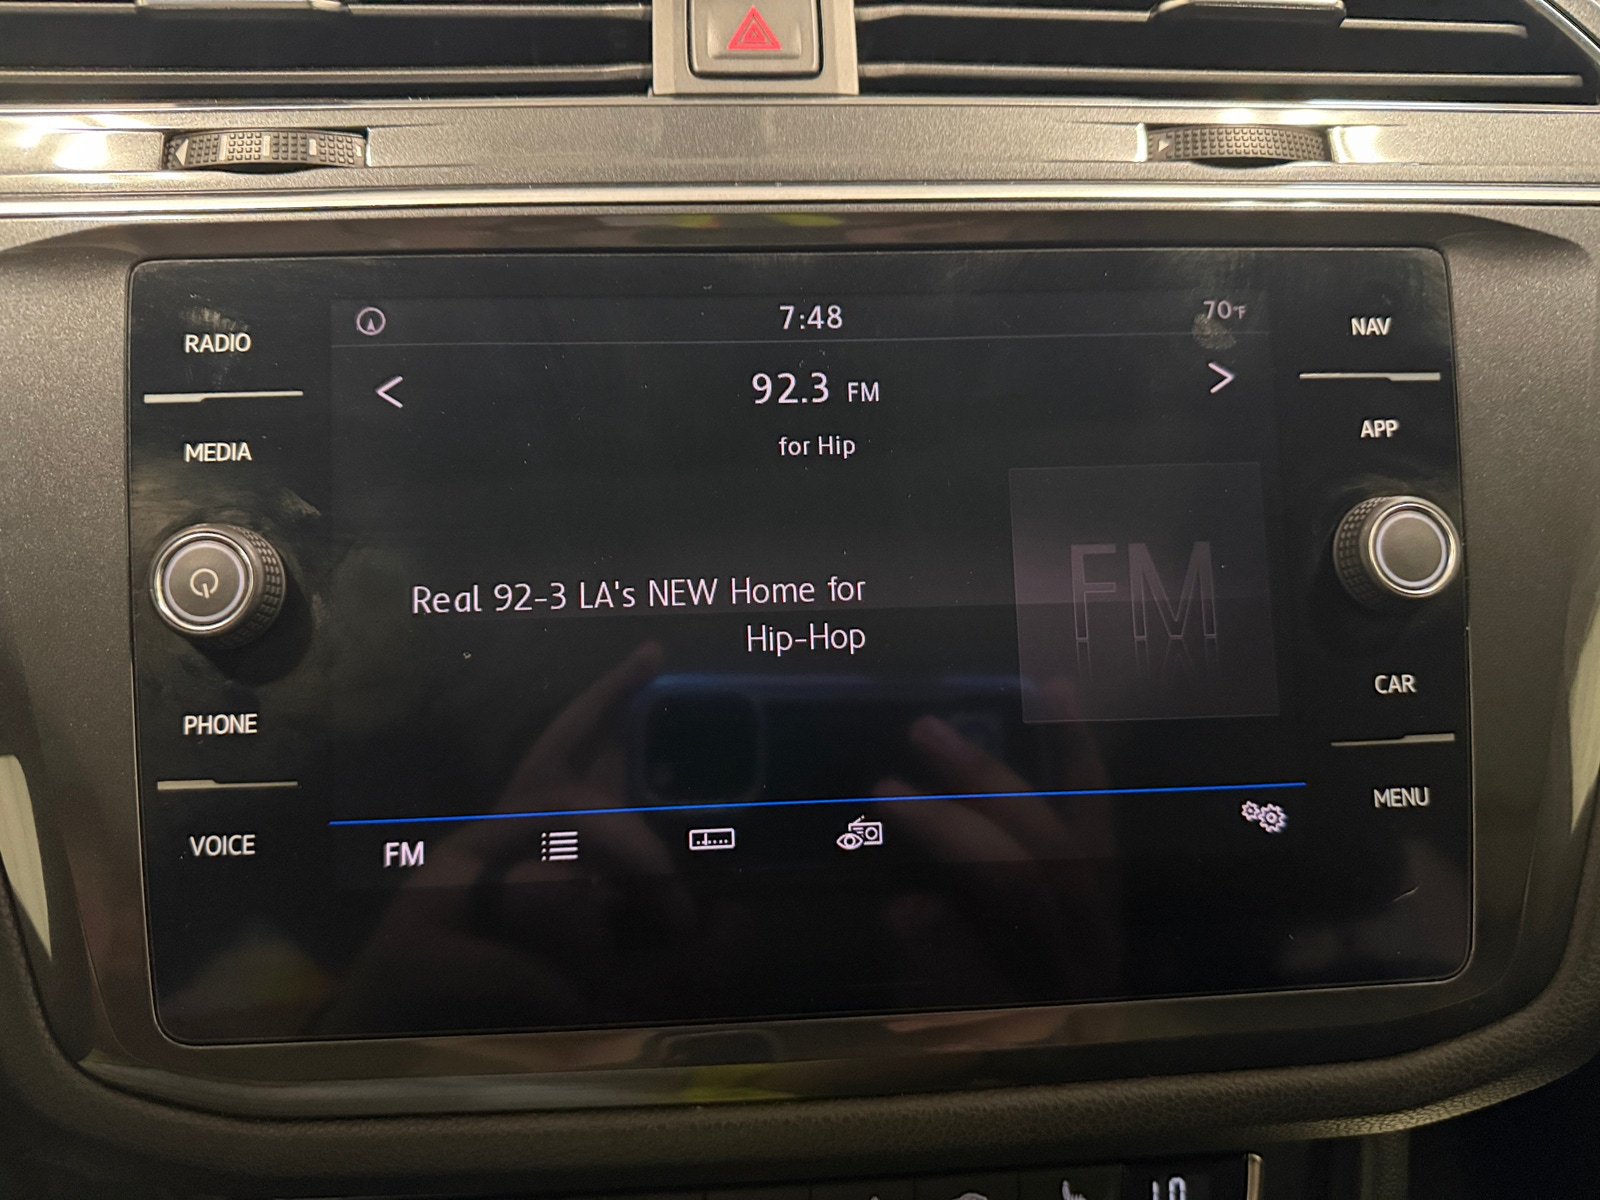 RADIO
MEDIA
PHONE
VOICE
7:48
70°F
92.3 FM
for Hip
Real 92-3 LA's NEW Home for
Hip-Hop
FM
FM
NAV
APP
CAR
MENU